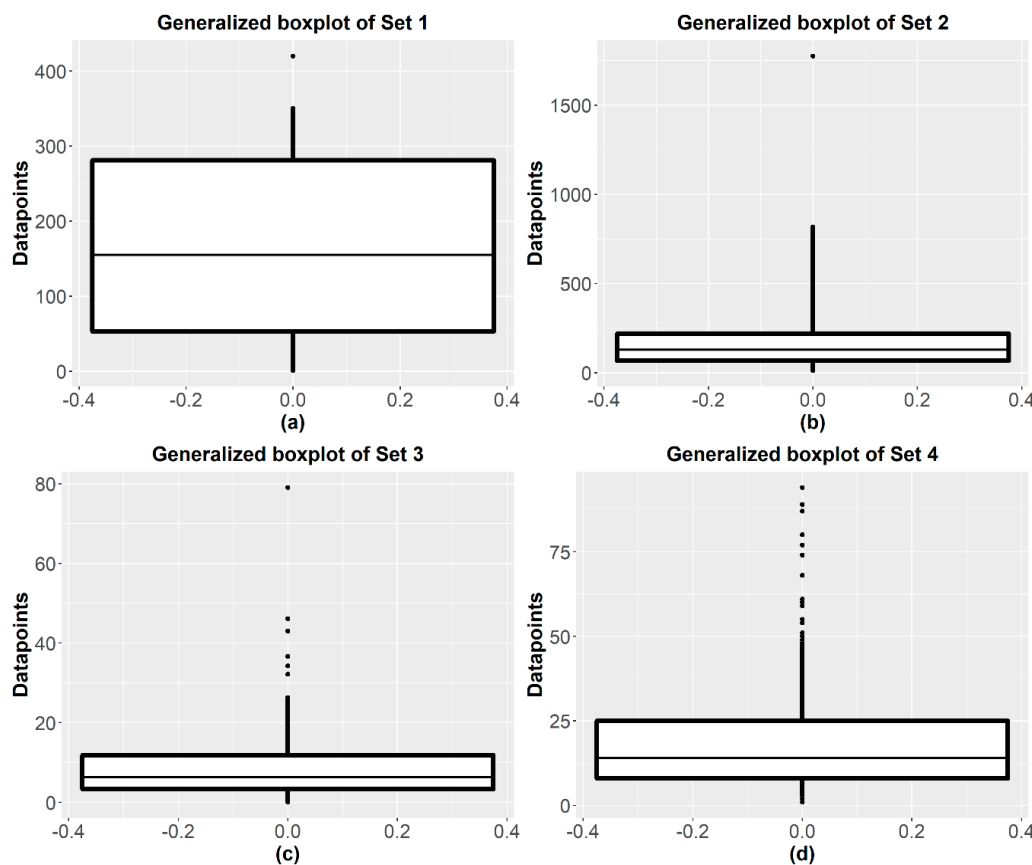 Generalized boxplot of Set 1
Datapoints
400
300
200
100
0
-0.4 -0.2 0.0 0.2 0.4
(a)
Generalized boxplot of Set 2
Datapoints
1500
1000
500
0
-0.4 -0.2 0.0 0.2 0.4
(b)
Generalized boxplot of Set 3
Datapoints
80
60
40
20
0
-0.4 -0.2 0.0 0.2 0.4
(c)
Generalized boxplot of Set 4
Datapoints
75
50
25
0
-0.4 -0.2 0.0 0.2 0.4
(d)